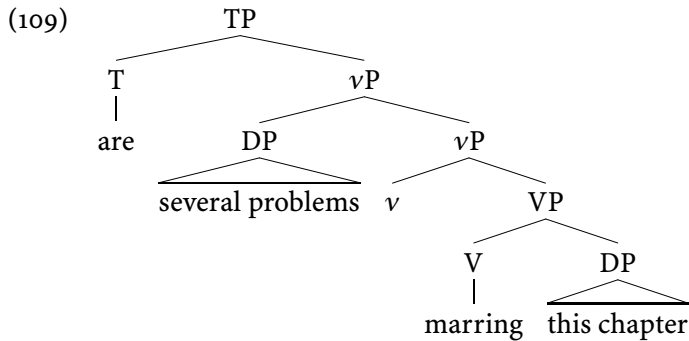 (109) TP
T vP
are DP vP
several problems v VP
V DP
marring this chapter